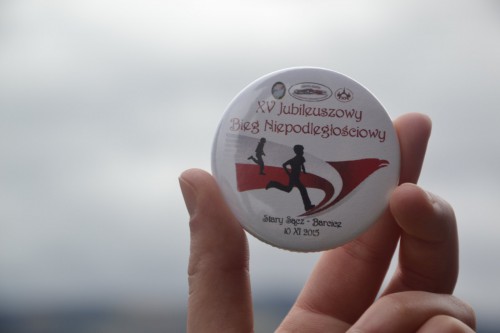 XV Jubileuszowy
Bieg Niepodległościowy
Stary Sącz - Barcice
10 XI 2015